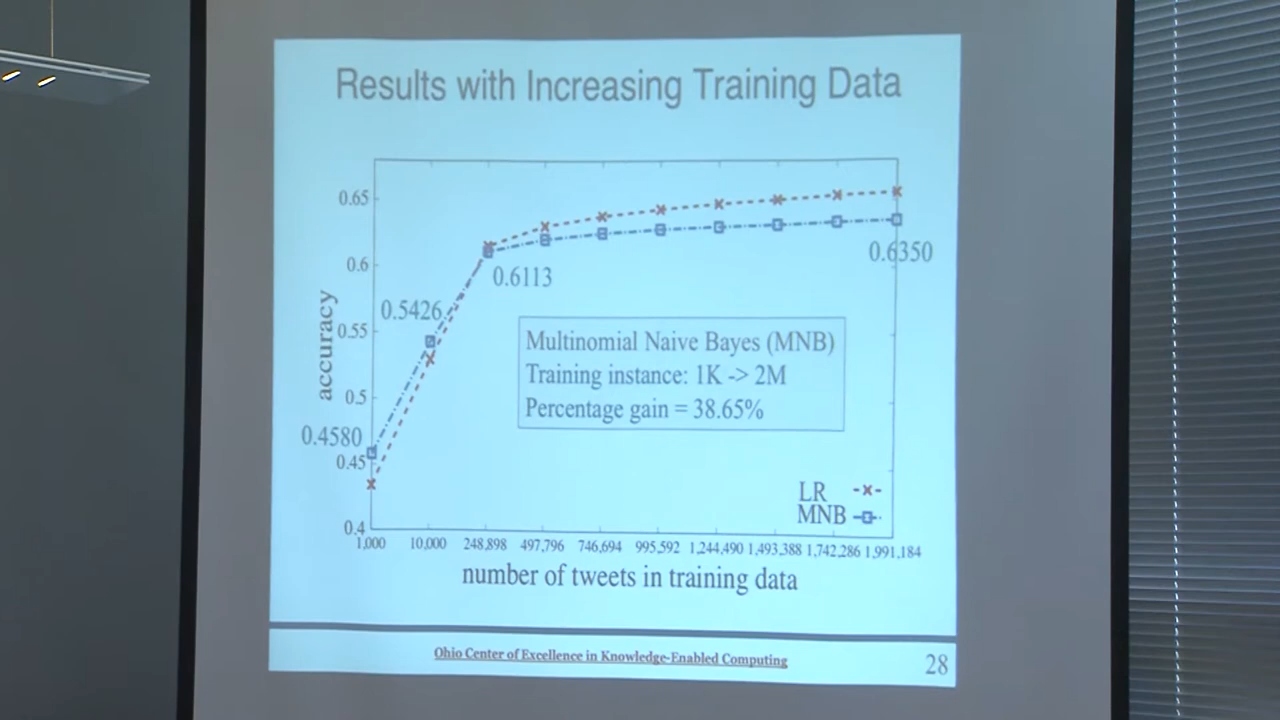 Results with Increasing Training Data
0.65
0.6
0.55
0.5
0.45
0.4
accuracy
0.4580
0.5426
0.6113
0.6350
Multinomial Naive Bayes (MNB)
Training instance: 1K -> 2M
Percentage gain = 38.65%
LR
MNB
1,000 10,000 248,898 497,796 746,694 995,592 1,244,490 1,493,388 1,742,286 1,991,184
number of tweets in training data
Ohio Center of Excellence in Knowledge-Enabled Computing
28